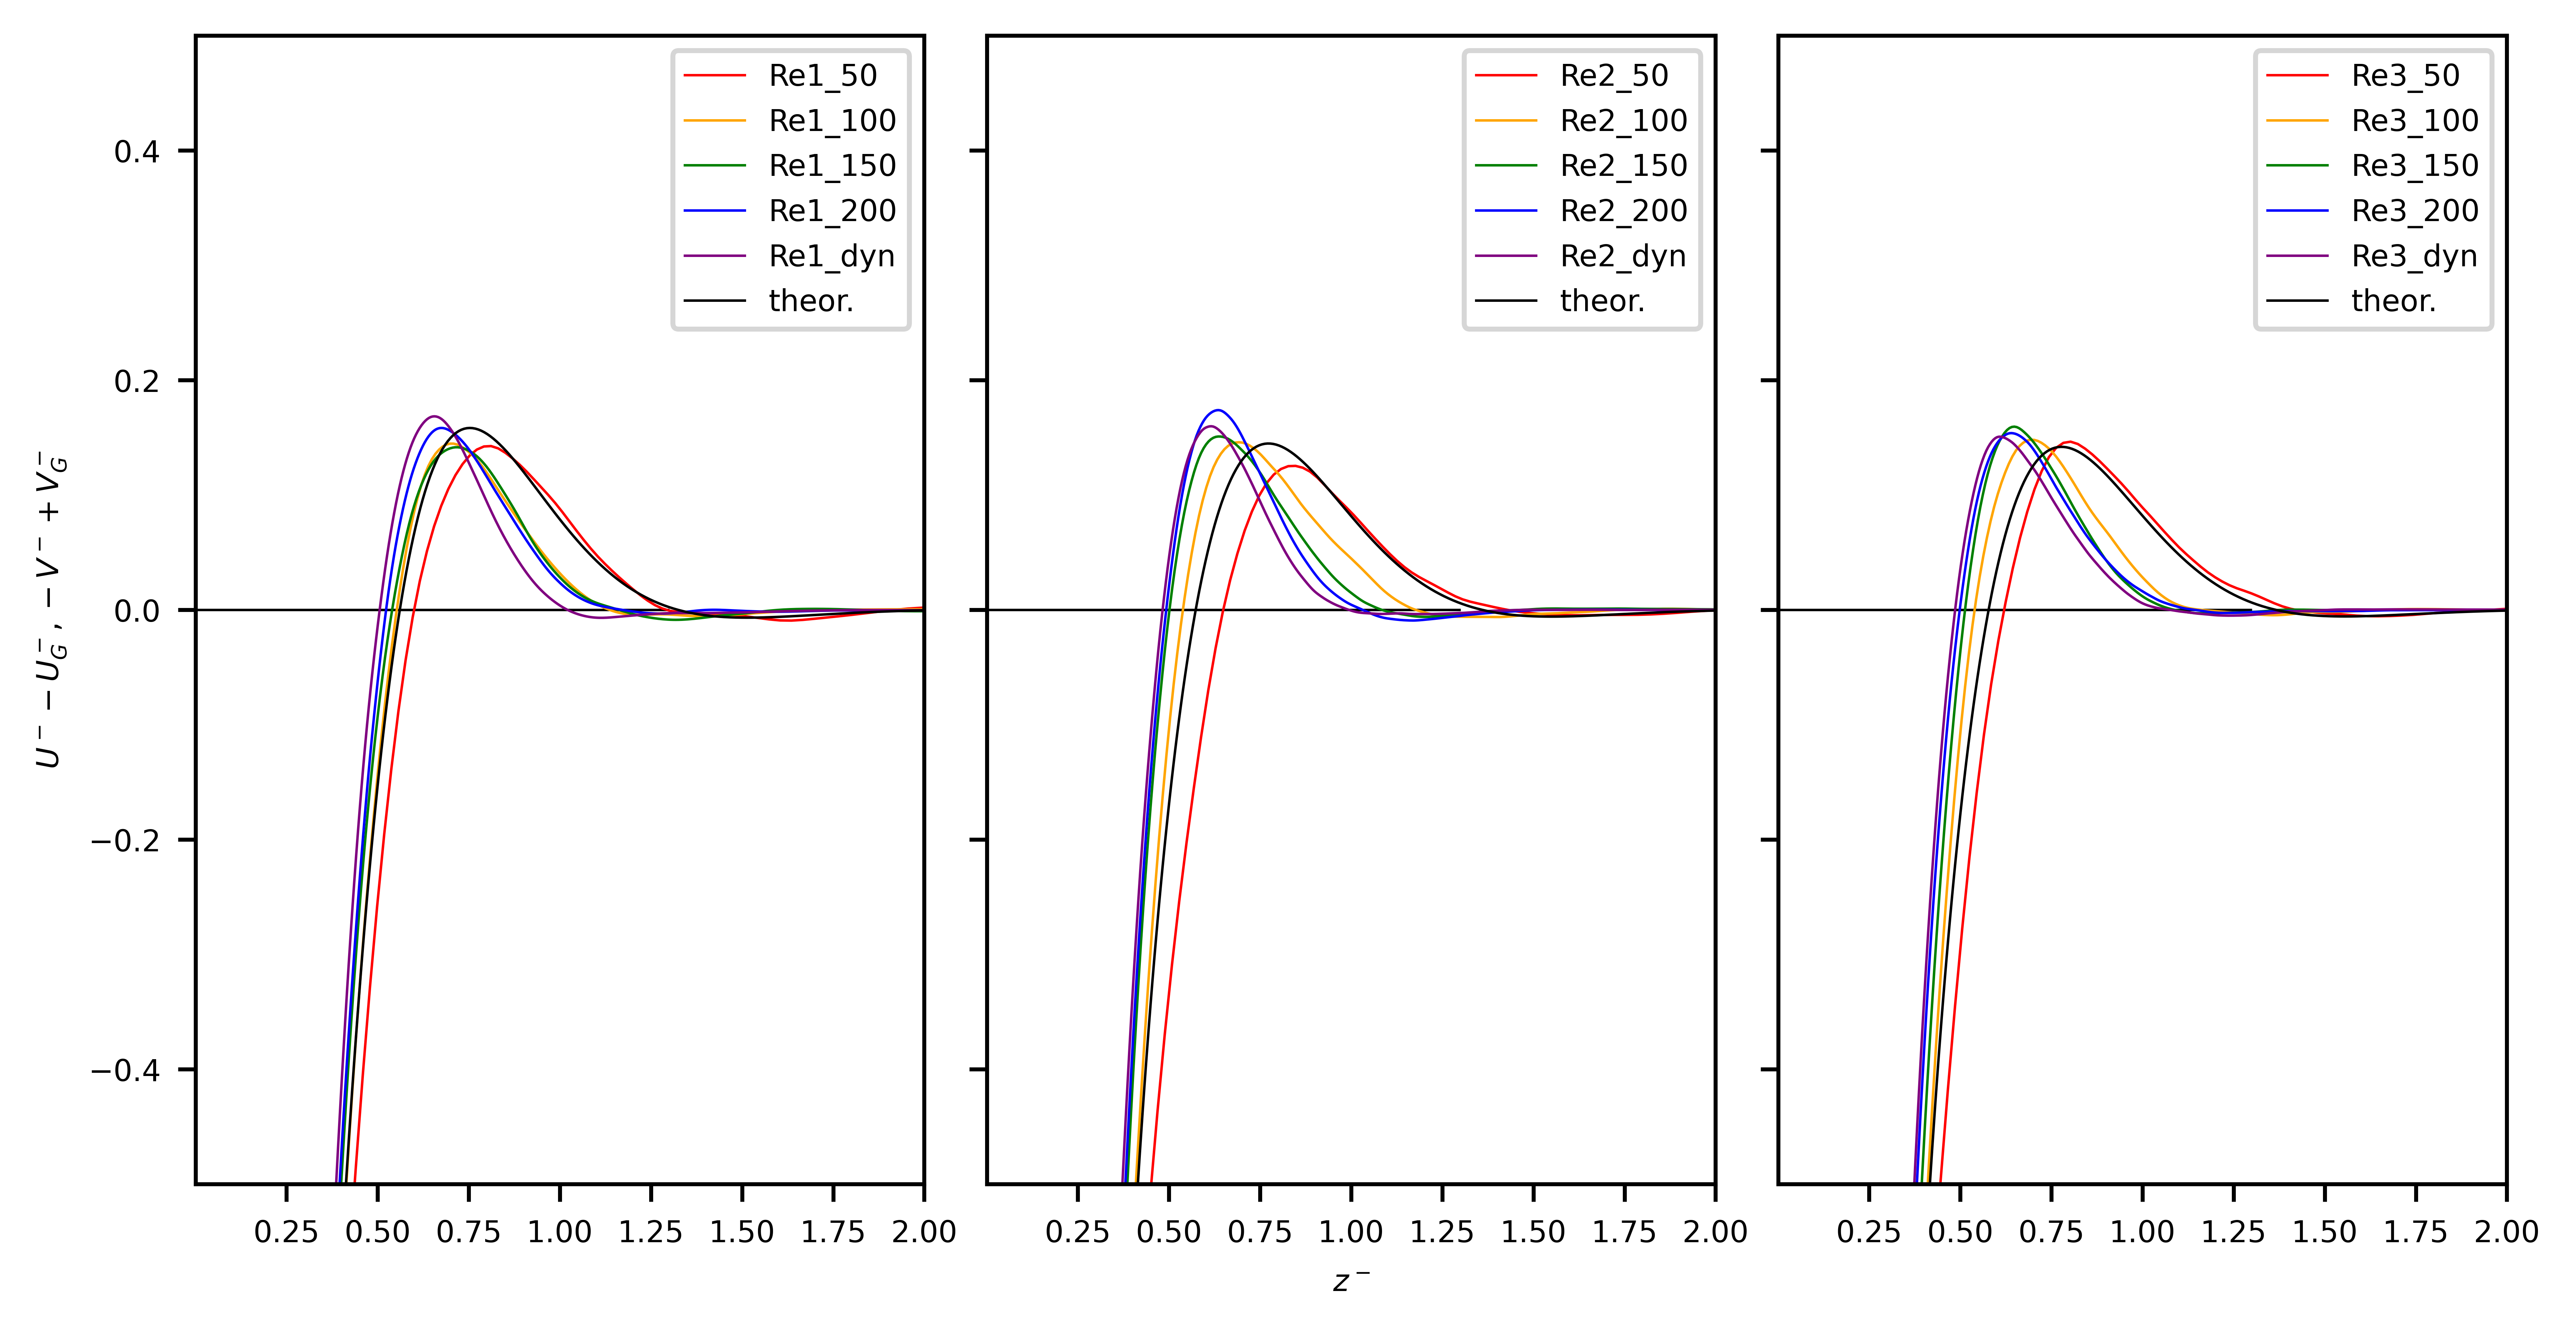 Re1_50
Re1_100
Re1_150
Re1_200
Re1_dyn
theor.
Re2_50
Re2_100
Re2_150
Re2_200
Re2_dyn
theor.
Re3_50
Re3_100
Re3_150
Re3_200
Re3_dyn
theor.
0.4
0.2
0.0
−0.2
−0.4
U⁻ − U_G⁻, − V⁻ + V_G⁻
0.25 0.50 0.75 1.00 1.25 1.50 1.75 2.00
0.25 0.50 0.75 1.00 1.25 1.50 1.75 2.00
0.25 0.50 0.75 1.00 1.25 1.50 1.75 2.00
z⁻